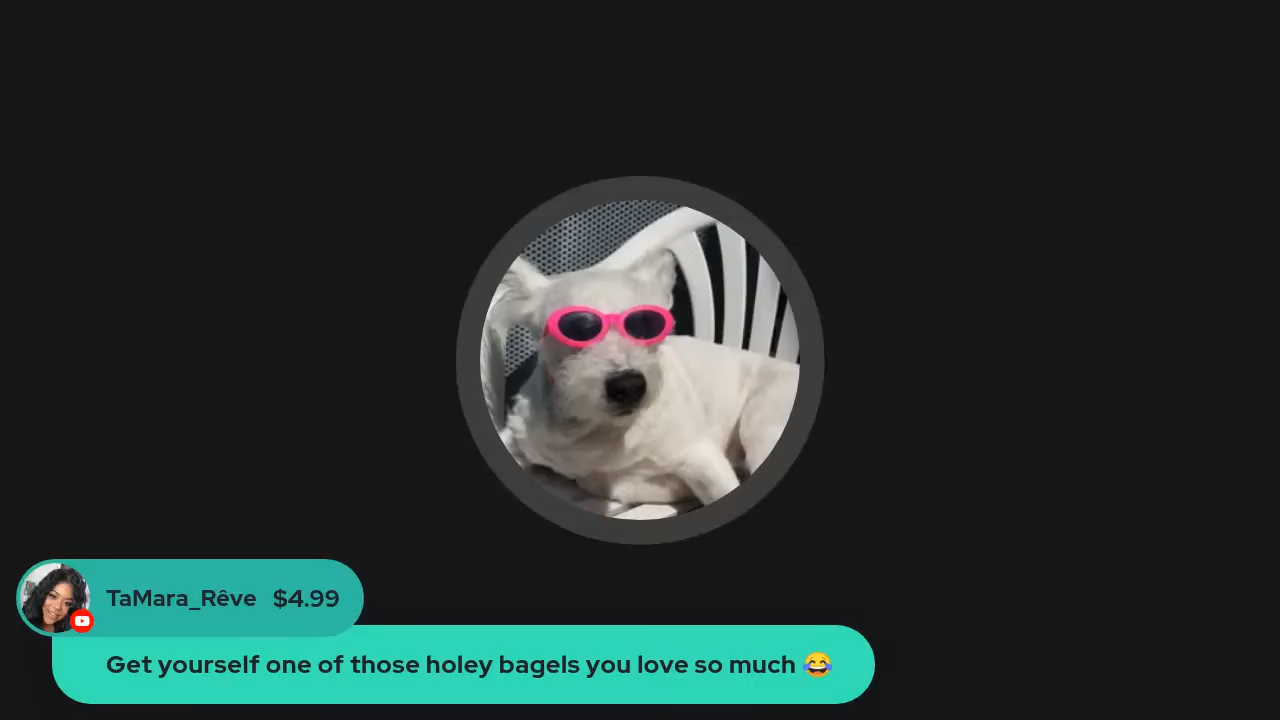 TaMara_Rêve $4.99
Get yourself one of those holey bagels you love so much 😂